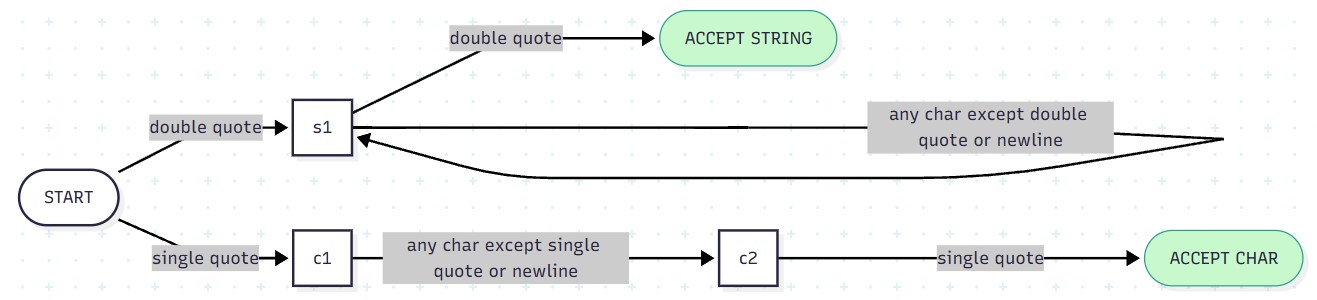 double quote
ACCEPT STRING
double quote
s1
any char except double
quote or newline
START
single quote
c1
any char except single
quote or newline
c2
single quote
ACCEPT CHAR